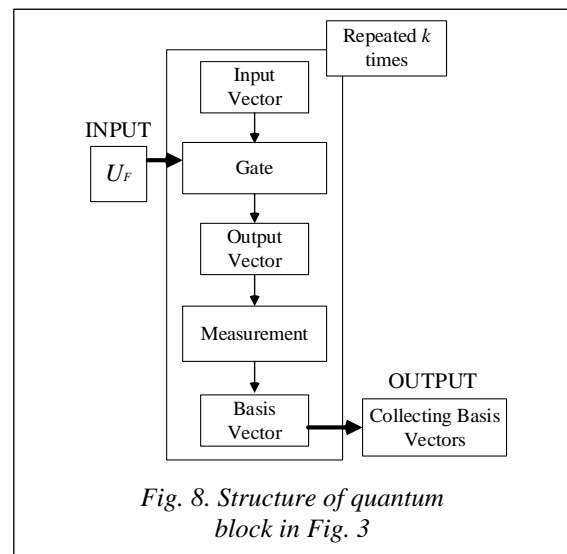 Repeated k
times
Input
Vector
INPUT
U_F
Gate
Output
Vector
Measurement
OUTPUT
Basis
Vector
Collecting Basis
Vectors
Fig. 8. Structure of quantum
block in Fig. 3